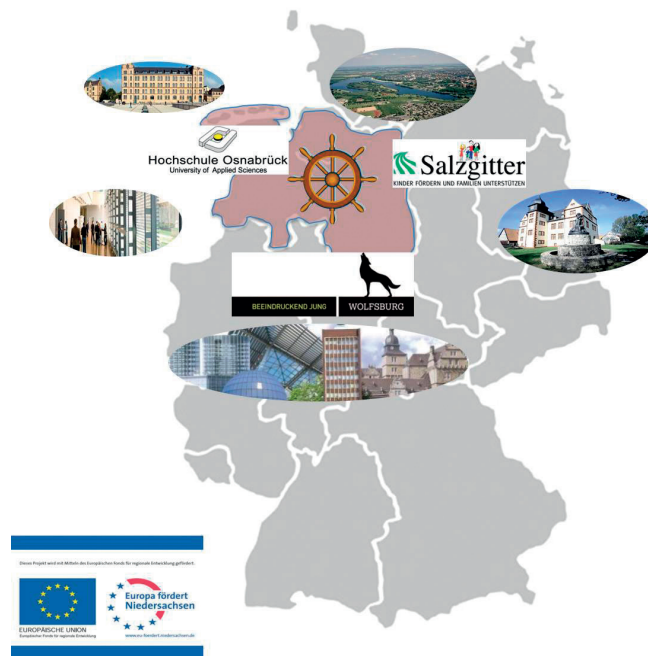 Hochschule Osnabrück
University of Applied Sciences
Salzgitter
KINDER FÖRDERN UND FAMILIEN UNTERSTÜTZEN
BEEINDRUCKEND JUNG
WOLFSBURG
Dieses Projekt wird mit Mitteln des Europäischen Fonds für regionale Entwicklung gefördert.
Europa fördert
Niedersachsen
EUROPÄISCHE UNION
Europäischer Fonds für regionale Entwicklung
www.eu-foerdert.niedersachsen.de